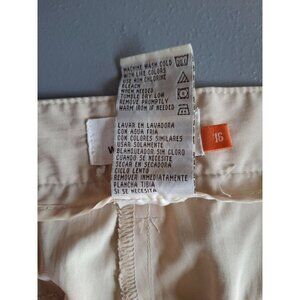 MACHINE WASH COLD
WITH LIKE COLORS
USE NON CHLORINE
BLEACH
WHEN NEEDED
TUMBLE DRY LOW
REMOVE PROMPTLY
WARM IRON IF NEEDED
LAVAR EN LAVADORA
CON AGUA FRIA
CON COLORES SIMILARES
USAR SOLAMENTE
BLANQUEADOR SIN CLORO
CUANDO SE NECESITE
SECAR EN SECADORA
CICLO LENTO
REMOVER INMEDIATAMENTE
PLANCHA TIBIA
SI SE NECESITA
16